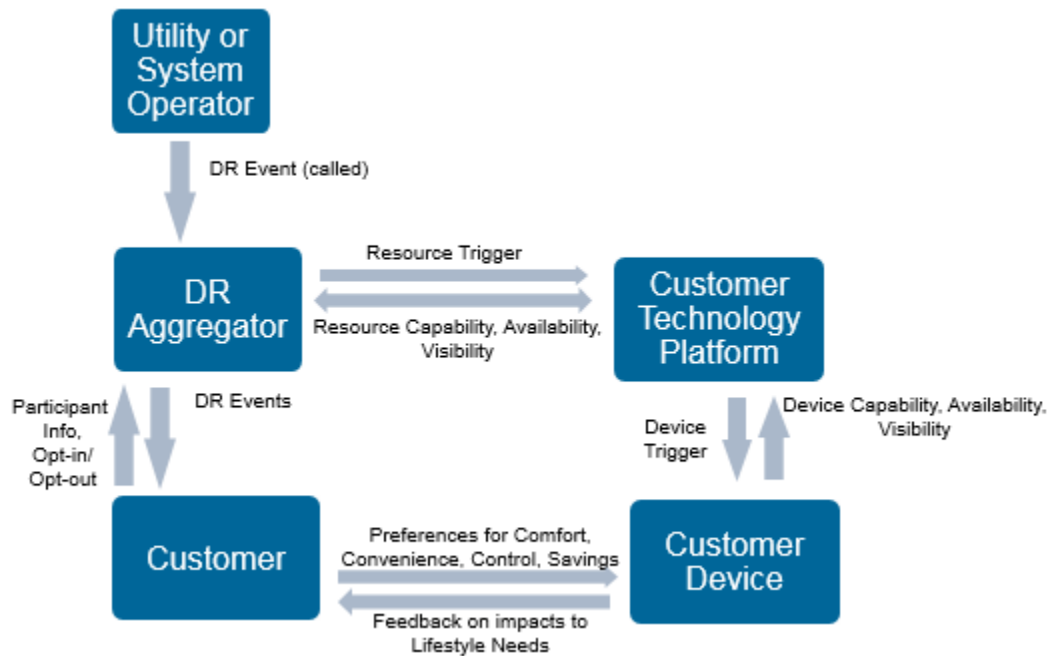 Utility or
System
Operator
DR Event (called)
DR
Aggregator
Resource Trigger
Resource Capability, Availability,
Visibility
Customer
Technology
Platform
Participant
Info,
Opt-in/
Opt-out
DR Events
Device
Trigger
Device Capability, Availability,
Visibility
Customer
Preferences for Comfort,
Convenience, Control, Savings
Feedback on impacts to
Lifestyle Needs
Customer
Device